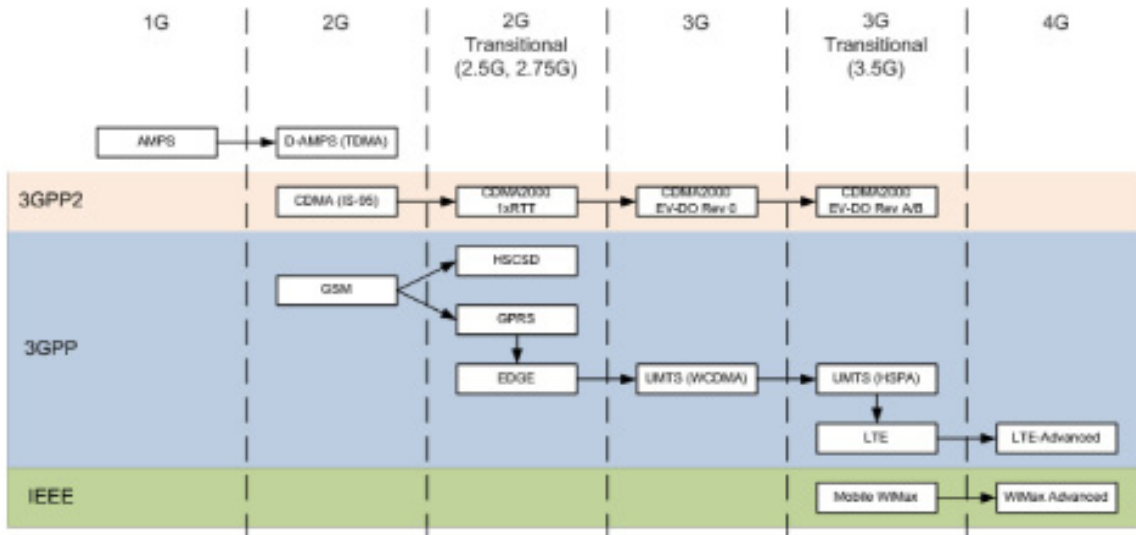 1G
2G
2G
Transitional
(2.5G, 2.75G)
3G
3G
Transitional
(3.5G)
4G
AMPS
D-AMPS (TDMA)
3GPP2
CDMA (IS-95)
CDMA2000
1xRTT
CDMA2000
EV-DO Rev 0
CDMA2000
EV-DO Rev A/B
3GPP
HSCSD
GSM
GPRS
EDGE
UMTS (WCDMA)
UMTS (HSPA)
LTE
LTE-Advanced
IEEE
Mobile WiMax
WiMax Advanced